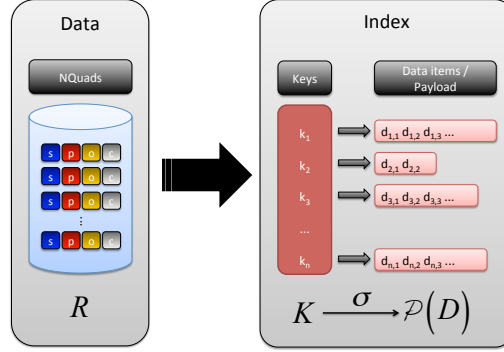 Data
NQuads
s p o c
s p o c
s p o c
⋮
s p o c
R
Index
Keys
Data items /
Payload
k₁ d₁,₁ d₁,₂ d₁,₃ ...
k₂ d₂,₁ d₂,₂
k₃ d₃,₁ d₃,₂ d₃,₃ ...
...
kₙ dₙ,₁ dₙ,₂ dₙ,₃ ...
K σ→ 𝒫(D)